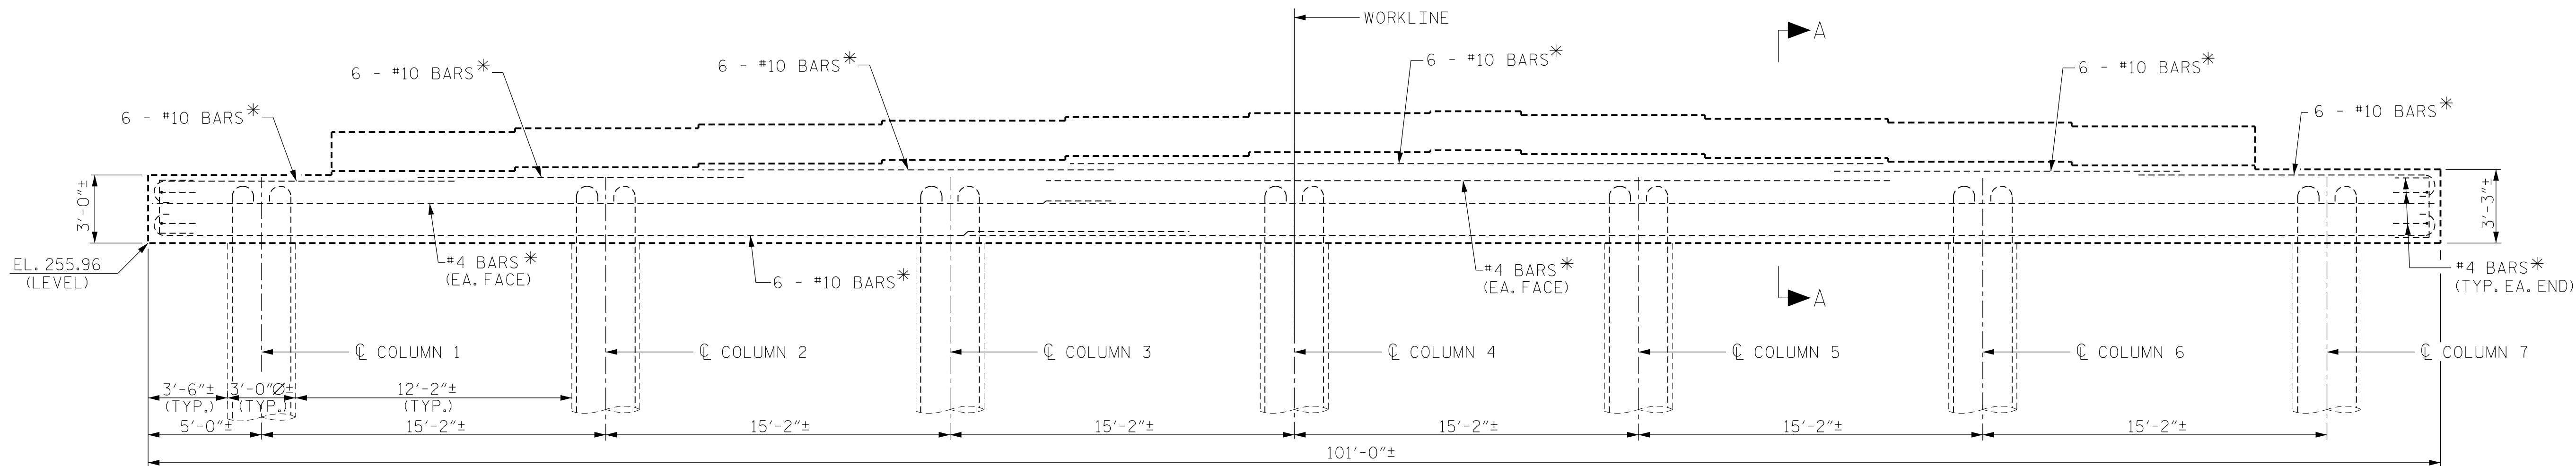 WORKLINE
A
6 - #10 BARS*
6 - #10 BARS*
6 - #10 BARS*
6 - #10 BARS*
6 - #10 BARS*
6 - #10 BARS*
3'-0"±
3'-3"±
EL. 255.96
(LEVEL)
#4 BARS*
(EA. FACE)
6 - #10 BARS*
#4 BARS*
(EA. FACE)
A
#4 BARS*
(TYP. EA. END)
℄ COLUMN 1
℄ COLUMN 2
℄ COLUMN 3
℄ COLUMN 4
℄ COLUMN 5
℄ COLUMN 6
℄ COLUMN 7
3'-6"±
(TYP.)
3'-0"Ø±
(TYP.)
12'-2"±
(TYP.)
5'-0"±
15'-2"±
15'-2"±
15'-2"±
15'-2"±
15'-2"±
15'-2"±
101'-0"±